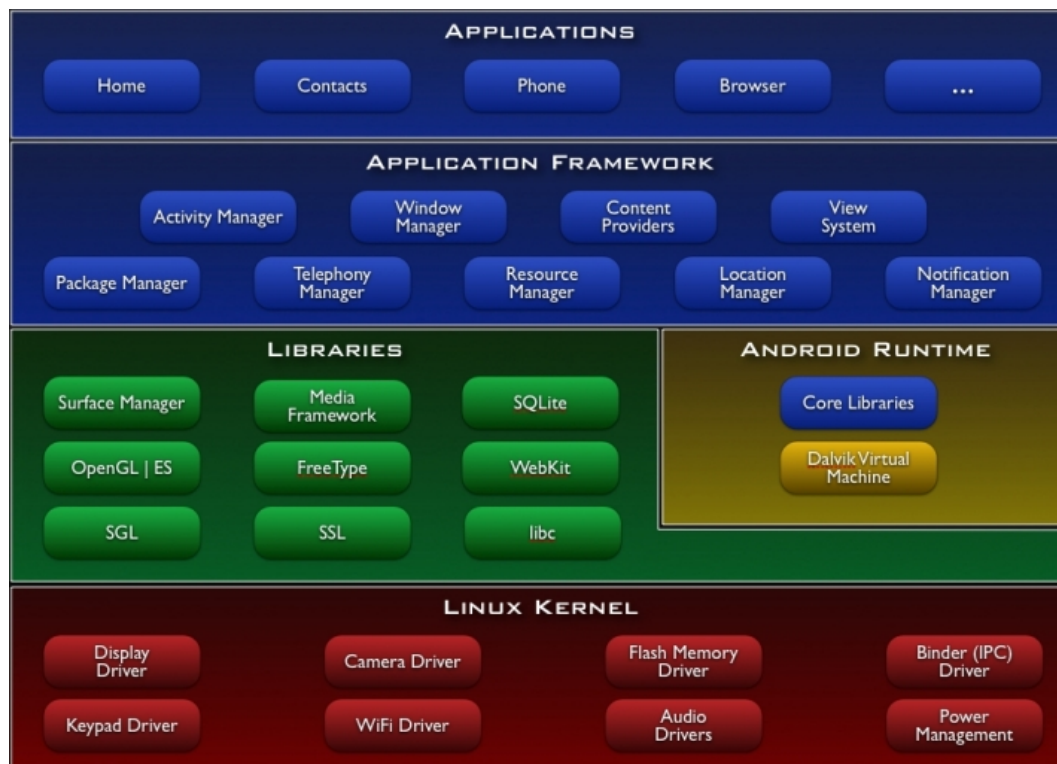 APPLICATIONS
Home
Contacts
Phone
Browser
...
APPLICATION FRAMEWORK
Activity Manager
Window
Manager
Content
Providers
View
System
Package Manager
Telephony
Manager
Resource
Manager
Location
Manager
Notification
Manager
LIBRARIES
Surface Manager
Media
Framework
SQLite
OpenGL | ES
FreeType
WebKit
SGL
SSL
libc
ANDROID RUNTIME
Core Libraries
Dalvik Virtual
Machine
LINUX KERNEL
Display
Driver
Camera Driver
Flash Memory
Driver
Binder (IPC)
Driver
Keypad Driver
WiFi Driver
Audio
Drivers
Power
Management